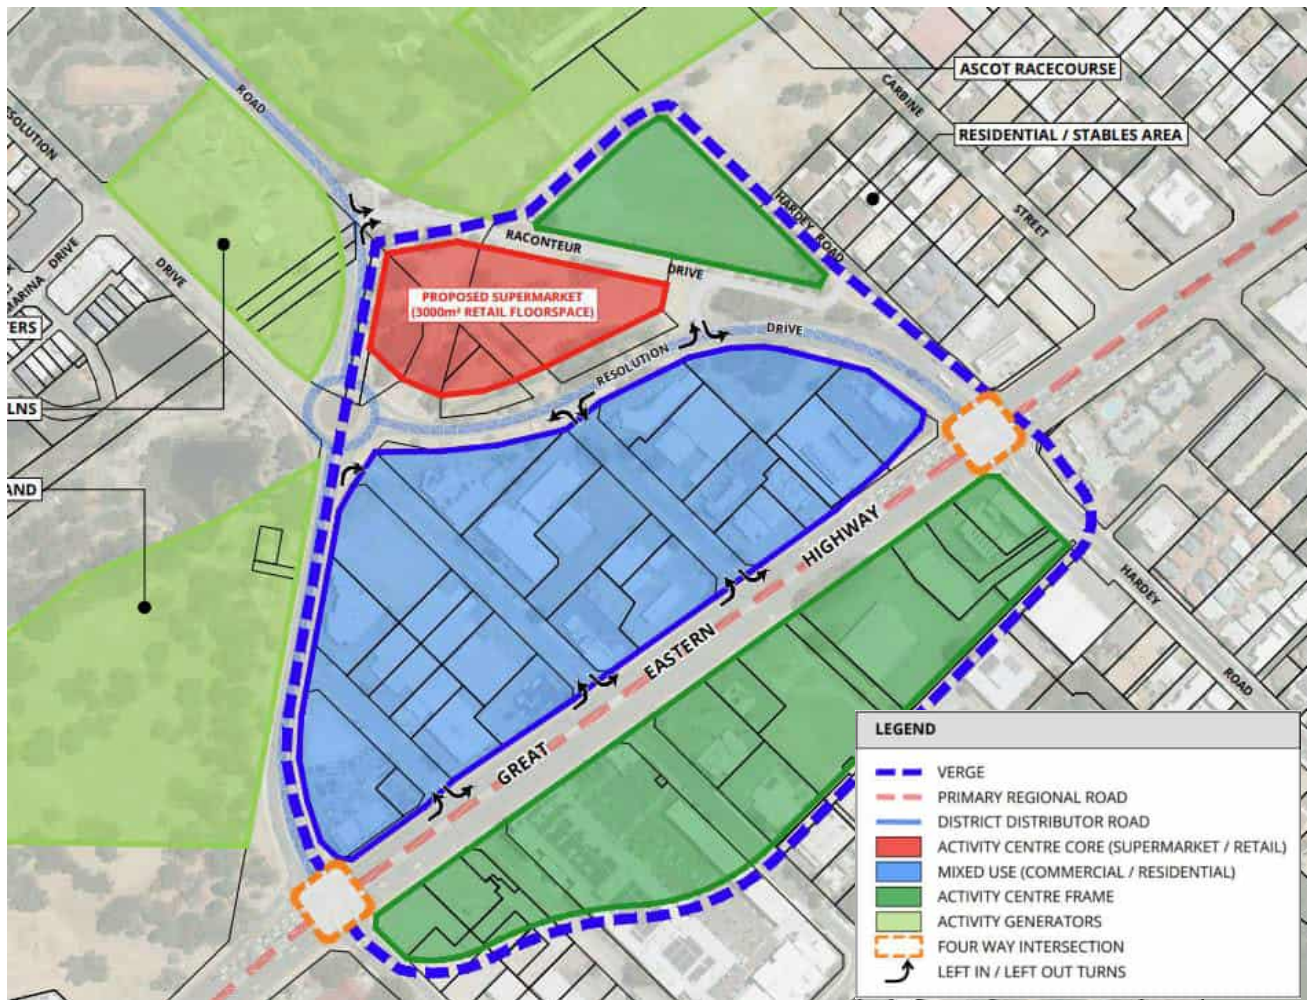 ASCOT RACECOURSE
CARBINE
ROAD
RESIDENTIAL / STABLES AREA
STREET
HARDEY ROAD
RACONTEUR
DRIVE
DRIVE
DRIVE
PROPOSED SUPERMARKET
(3000m² RETAIL FLOORSPACE)
TERS
DRIVE
RESOLUTION
LNS
AND
HIGHWAY
EASTERN
GREAT
HARDEY
ROAD
LEGEND
VERGE
PRIMARY REGIONAL ROAD
DISTRICT DISTRIBUTOR ROAD
ACTIVITY CENTRE CORE (SUPERMARKET / RETAIL)
MIXED USE (COMMERCIAL / RESIDENTIAL)
ACTIVITY CENTRE FRAME
ACTIVITY GENERATORS
FOUR WAY INTERSECTION
LEFT IN / LEFT OUT TURNS